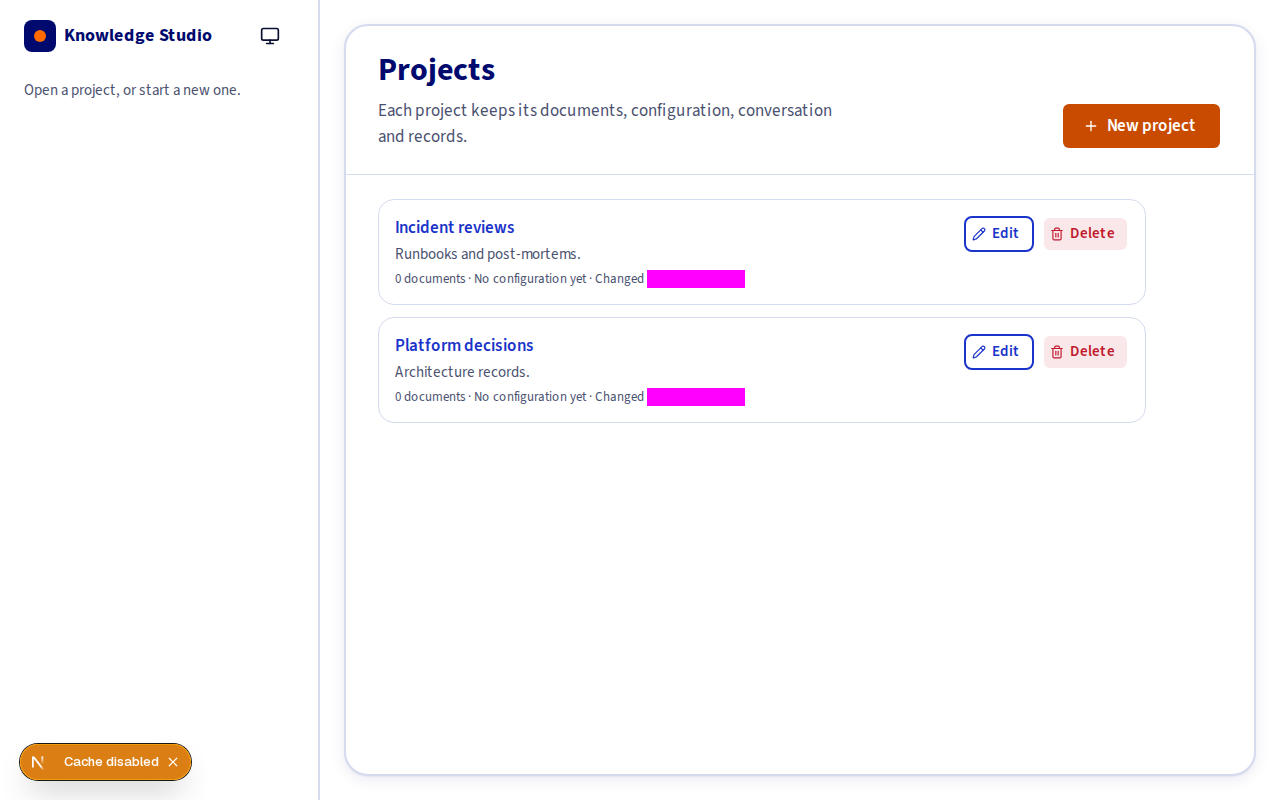 Knowledge Studio
Open a project, or start a new one.
Projects
Each project keeps its documents, configuration, conversation
and records.
New project
Incident reviews
Edit
Delete
Runbooks and post-mortems.
0 documents · No configuration yet · Changed
Platform decisions
Edit
Delete
Architecture records.
0 documents · No configuration yet · Changed
Cache disabled